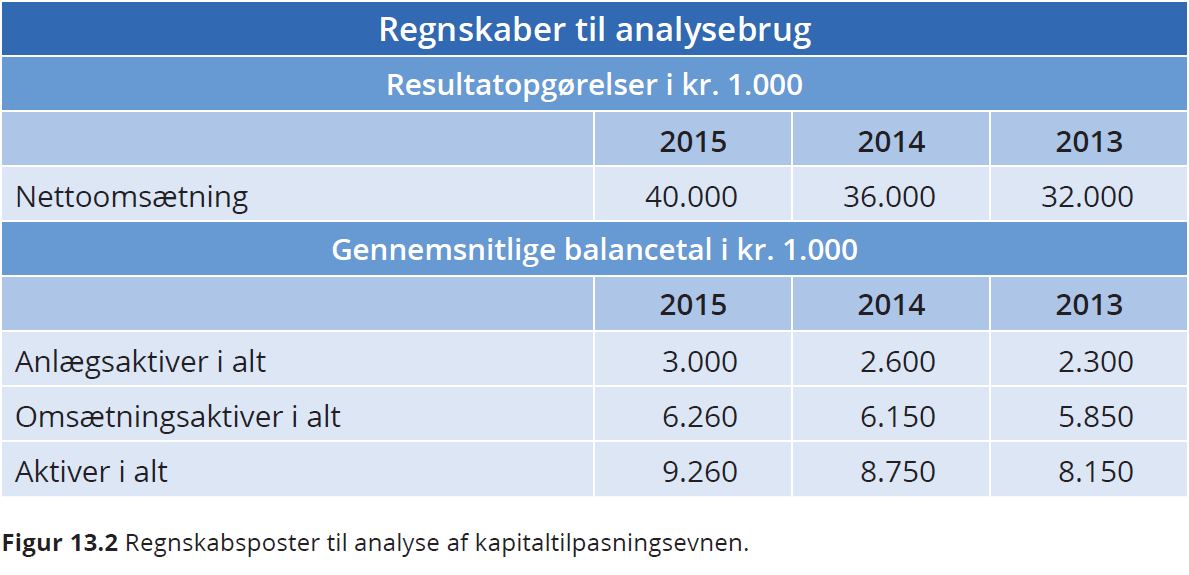 Regnskaber til analysebrug
Resultatopgørelser i kr. 1.000
2015 2014 2013
Nettoomsætning 40.000 36.000 32.000
Gennemsnitlige balancetal i kr. 1.000
2015 2014 2013
Anlægsaktiver i alt 3.000 2.600 2.300
Omsætningsaktiver i alt 6.260 6.150 5.850
Aktiver i alt 9.260 8.750 8.150
Figur 13.2 Regnskabsposter til analyse af kapitaltilpasningsevnen.